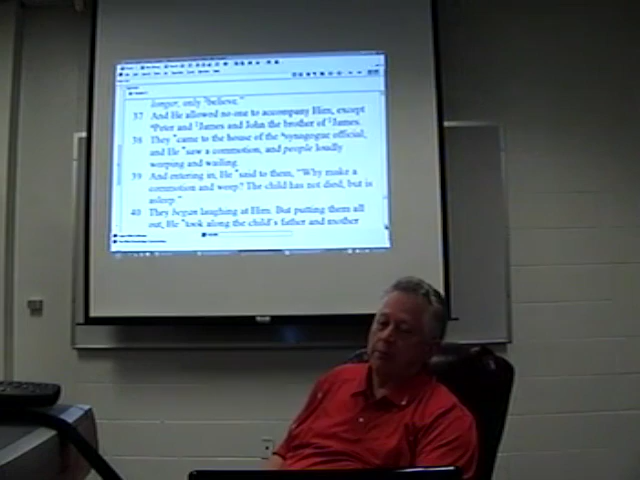 longer, only *believe."
37 And He allowed no one to accompany Him, except
*Peter and ¹James and John the brother of ¹James.
38 They *came to the house of the *synagogue official,
and He *saw a commotion, and people loudly
weeping and wailing.
39 And entering in, He *said to them, "Why make a
commotion and weep? The child has not died, but is
asleep."
40 They began laughing at Him. But putting them all
out, He *took along the child's father and mother